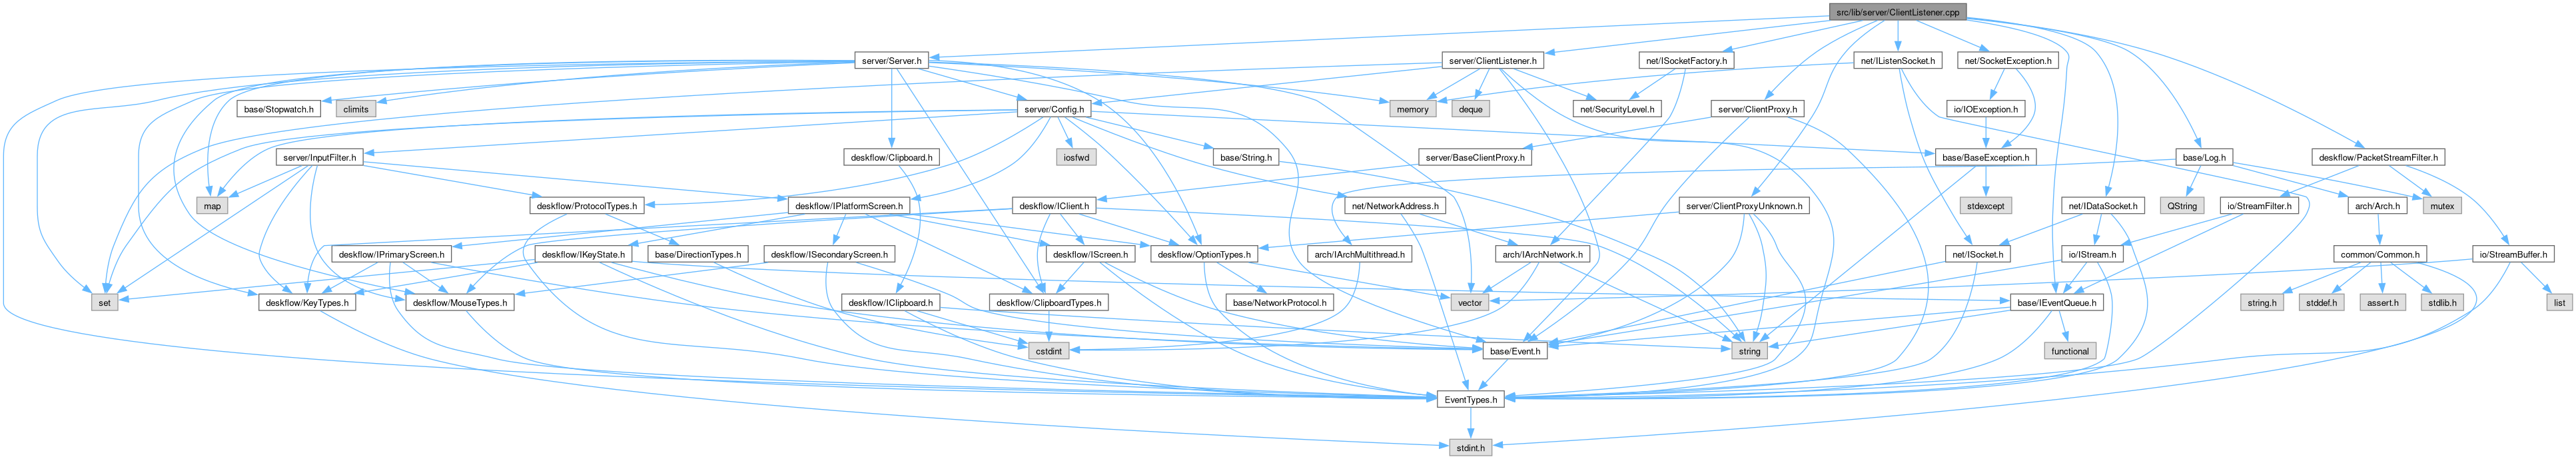 src/lib/server/ClientListener.cpp
server/Server.h
server/ClientListener.h
net/ISocketFactory.h
net/IListenSocket.h
net/SocketException.h
base/Stopwatch.h
climits
server/Config.h
memory
deque
net/SecurityLevel.h
server/ClientProxy.h
io/IOException.h
server/InputFilter.h
deskflow/Clipboard.h
iosfwd
base/String.h
server/BaseClientProxy.h
base/BaseException.h
base/Log.h
deskflow/PacketStreamFilter.h
map
deskflow/ProtocolTypes.h
deskflow/IPlatformScreen.h
deskflow/IClient.h
net/NetworkAddress.h
server/ClientProxyUnknown.h
stdexcept
net/IDataSocket.h
QString
io/StreamFilter.h
arch/Arch.h
mutex
deskflow/IPrimaryScreen.h
deskflow/IKeyState.h
base/DirectionTypes.h
deskflow/ISecondaryScreen.h
deskflow/IScreen.h
deskflow/OptionTypes.h
arch/IArchMultithread.h
arch/IArchNetwork.h
net/ISocket.h
io/IStream.h
common/Common.h
io/StreamBuffer.h
set
deskflow/KeyTypes.h
deskflow/MouseTypes.h
deskflow/IClipboard.h
deskflow/ClipboardTypes.h
base/NetworkProtocol.h
vector
base/IEventQueue.h
string.h
stddef.h
assert.h
stdlib.h
list
cstdint
base/Event.h
string
functional
EventTypes.h
stdint.h